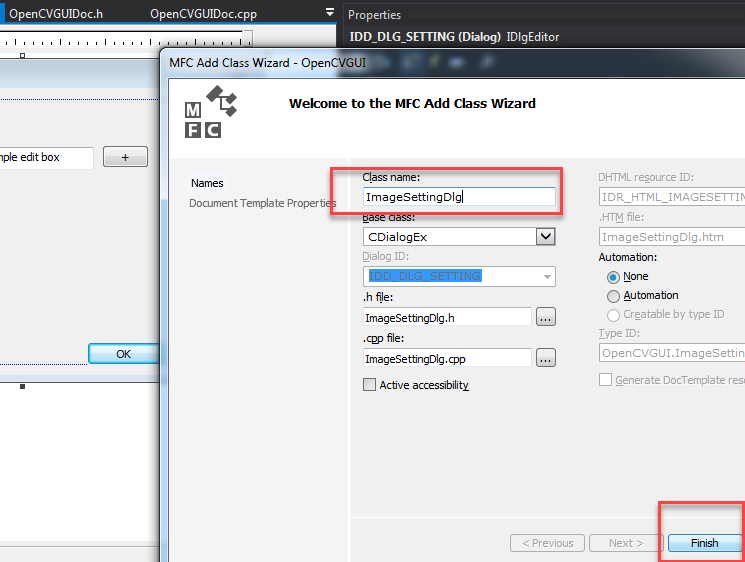 OpenCVGUIDoc.h
OpenCVGUIDoc.cpp
Properties
IDD_DLG_SETTING (Dialog) IDlgEditor
MFC Add Class Wizard - OpenCVGUI
M
F C
Welcome to the MFC Add Class Wizard
mple edit box
+
OK
Names
Document Template Properties
Class name:
ImageSettingDlg
Base class:
CDialogEx
Dialog ID:
IDD_DLG_SETTING
.h file:
ImageSettingDlg.h
...
.cpp file:
ImageSettingDlg.cpp
...
Active accessibility
DHTML resource ID:
IDR_HTML_IMAGESETTIN
.HTM file:
ImageSettingDlg.htm
Automation:
None
Automation
Creatable by type ID
Type ID:
OpenCVGUI.ImageSettin
Generate DocTemplate reso
< Previous
Next >
Finish